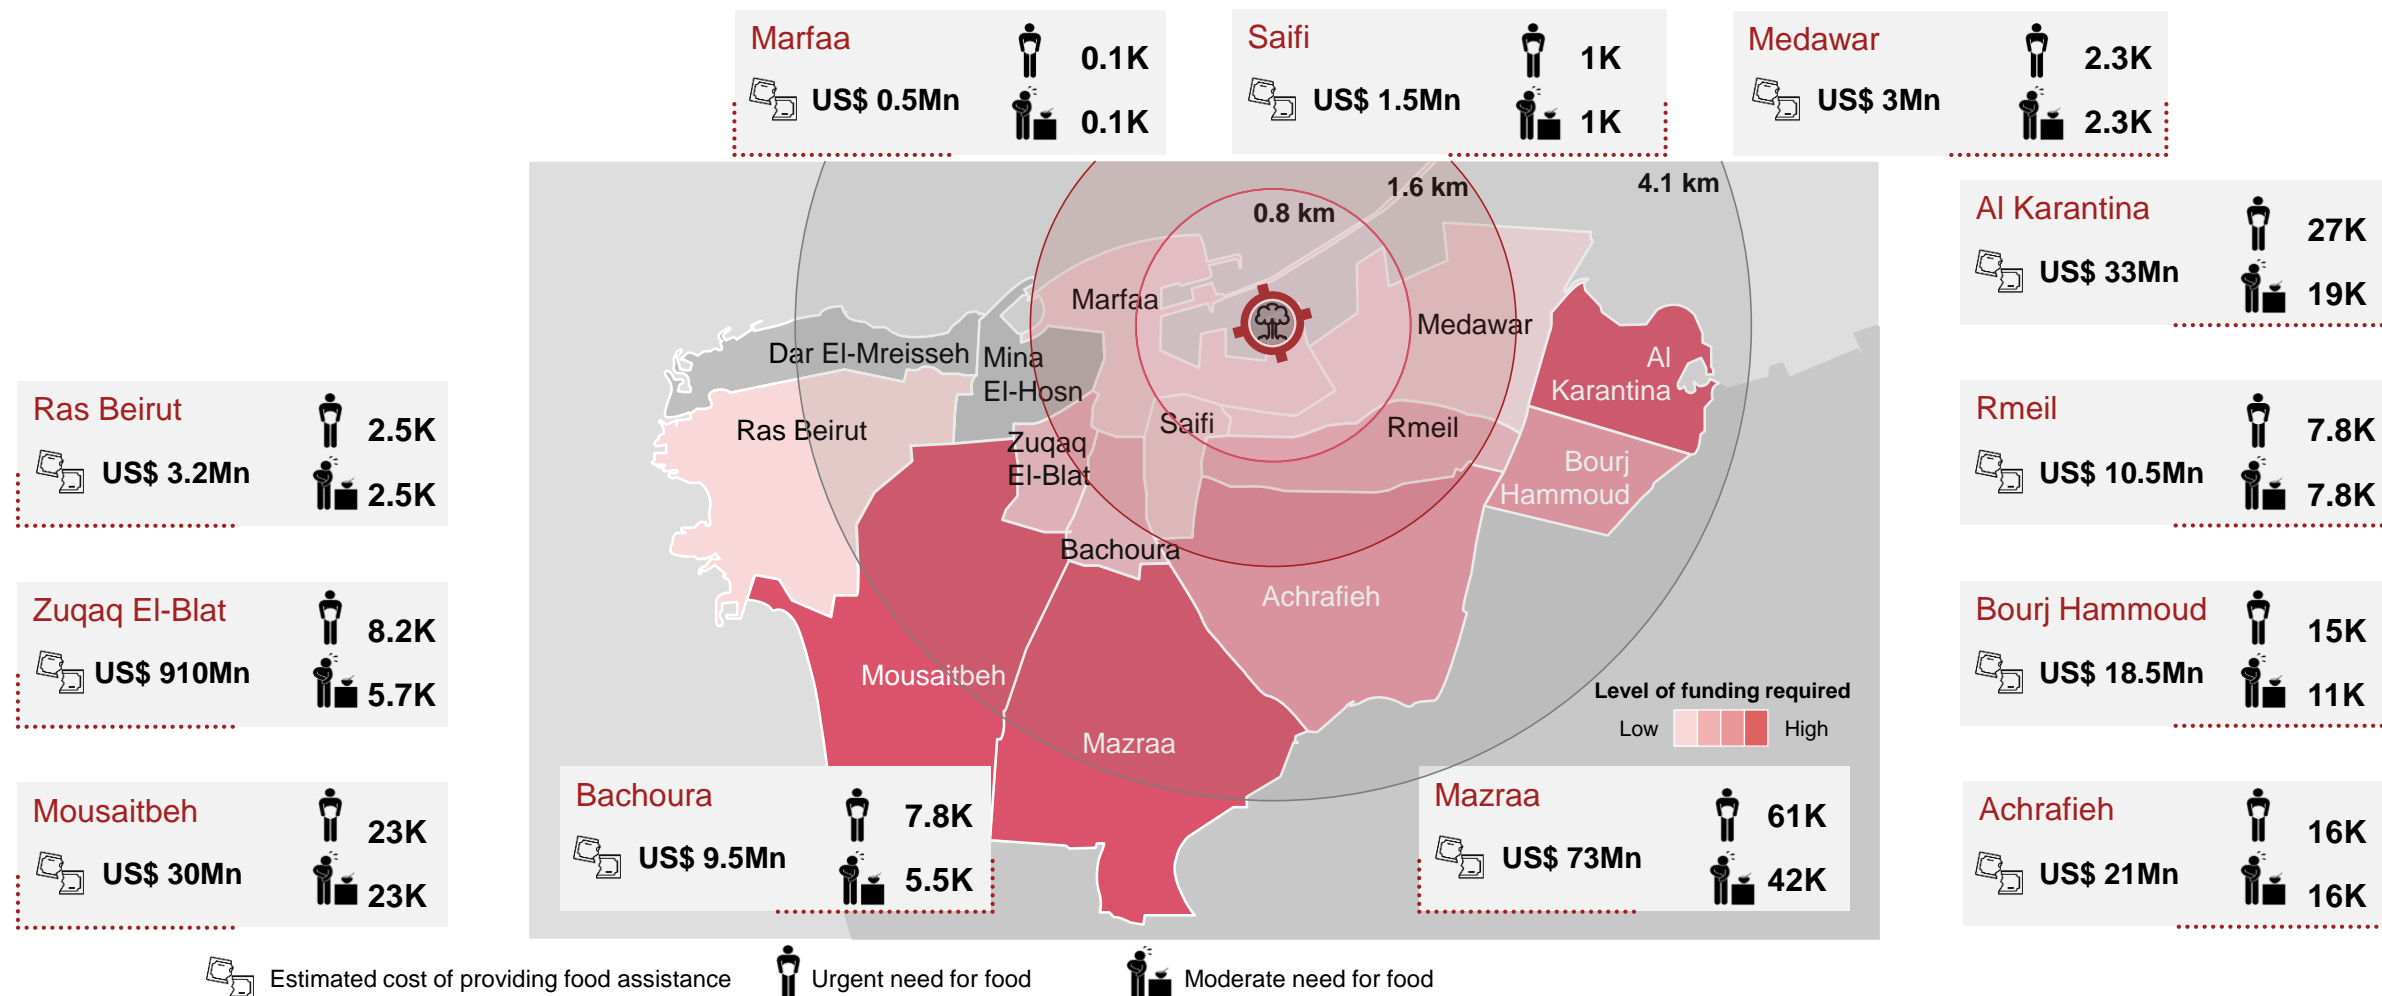 Marfaa
US$ 0.5Mn
0.1K
0.1K
Saifi
US$ 1.5Mn
1K
1K
Medawar
US$ 3Mn
2.3K
2.3K
Al Karantina
US$ 33Mn
27K
19K
Ras Beirut
US$ 3.2Mn
2.5K
2.5K
Rmeil
US$ 10.5Mn
7.8K
7.8K
Zuqaq El-Blat
US$ 910Mn
8.2K
5.7K
Bourj Hammoud
US$ 18.5Mn
15K
11K
Mousaitbeh
US$ 30Mn
23K
23K
Bachoura
US$ 9.5Mn
7.8K
5.5K
Mazraa
US$ 73Mn
61K
42K
Achrafieh
US$ 21Mn
16K
16K
0.8 km
1.6 km
4.1 km
Marfaa
Medawar
Dar El-Mreisseh
Mina
El-Hosn
Al
Karantina
Ras Beirut
Saifi
Rmeil
Zuqaq
El-Blat
Bourj
Hammoud
Bachoura
Achrafieh
Mousaitbeh
Mazraa
Level of funding required
Low
High
Estimated cost of providing food assistance
Urgent need for food
Moderate need for food